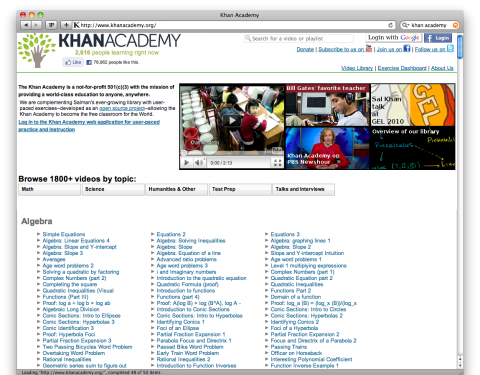 Khan Academy
http://www.khanacademy.org/
khan academy
KHANACADEMY
2,616 people learning right now
Like 78,962 people like this.
Search for a video or playlist
Login with Google
Login
Donate | Subscribe to us on | Join us on | Follow us on
Video Library | Exercise Dashboard | About Us
The Khan Academy is a not-for-profit 501(c)(3) with the mission of
providing a world-class education to anyone, anywhere.
We are complementing Salman's ever-growing library with user-
paced exercises--developed as an open source project--allowing the
Khan Academy to become the free classroom for the World.
Log in to the Khan Academy web application for user-paced
practice and instruction
0:00 / 2:13
Bill Gates' favorite teacher
Khan Academy on
PBS Newshour
Sal Khan
talk
at
GEL 2010
Overview of our library
Browse 1800+ videos by topic:
Math Science Humanities & Other Test Prep Talks and Interviews
Algebra
Simple Equations
Algebra: Linear Equations 4
Algebra: Slope and Y-intercept
Algebra: Slope 3
Averages
Age word problems 2
Solving a quadratic by factoring
Complex Numbers (part 2)
Completing the square
Quadratic Inequalities (Visual
Functions (Part III)
Proof: log a + log b = log ab
Algebraic Long Division
Conic Sections: Intro to Ellipses
Conic Sections: Hyperbolas 3
Conic Identification 3
Proof: Hyperbola Foci
Partial Fraction Expansion 3
Two Passing Bicycles Word Problem
Overtaking Word Problem
Rational Inequalities
Geometric series sum to figure out
Equations 2
Algebra: Solving Inequalities
Algebra: Slope
Algebra: Equation of a line
Advanced ratio problems
Age word problems 3
i and Imaginary numbers
Introduction to the quadratic equation
Quadratic Formula (proof)
Introduction to functions
Functions (part 4)
Proof: A(log B) = log (B^A), log A -
Introduction to Conic Sections
Conic Sections: Hyperbolas
Identifying Conics 1
Foci of an Ellipse
Partial Fraction Expansion 1
Parabola Focus and Directrix 1
Passed Bike Word Problem
Early Train Word Problem
Rational Inequalities 2
Introduction to Function Inverses
Equations 3
Algebra: graphing lines 1
Algebra: Slope 2
Algebra: Slope and Y-intercept Intuition
Age word problems 1
Level 1 multiplying expressions
Complex Numbers (part 1)
Quadratic Equation part 2
Quadratic Inequalities
Functions Part 2
Domain of a function
Proof: log_a (B) = (log_x (B))/(log_x
Conic Sections: Intro to Circles
Conic Sections: Hyperbolas 2
Identifying Conics 2
Foci of a Hyperbola
Partial Fraction Expansion 2
Focus and Directrix of a Parabola 2
Passing Trains
Officer on Horseback
Interesting Polynomial Coefficient
Function Inverse Example 1
Loading "http://www.khanacademy.org/", completed 48 of 50 items